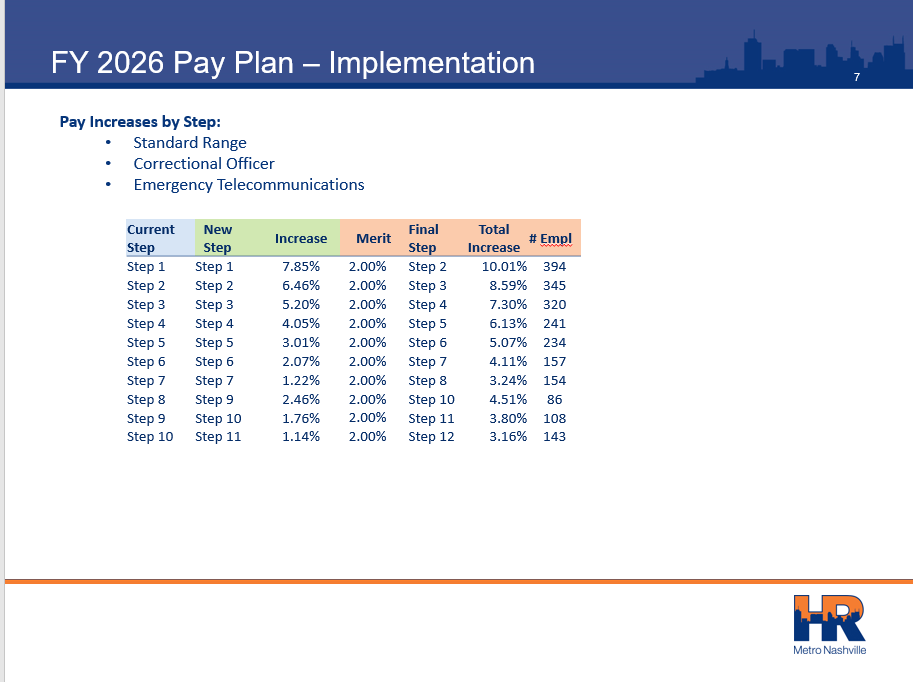 FY 2026 Pay Plan – Implementation
7
Pay Increases by Step:
• Standard Range
• Correctional Officer
• Emergency Telecommunications
Current Step New Step Increase Merit Final Step Total Increase # Empl
Step 1 Step 1 7.85% 2.00% Step 2 10.01% 394
Step 2 Step 2 6.46% 2.00% Step 3 8.59% 345
Step 3 Step 3 5.20% 2.00% Step 4 7.30% 320
Step 4 Step 4 4.05% 2.00% Step 5 6.13% 241
Step 5 Step 5 3.01% 2.00% Step 6 5.07% 234
Step 6 Step 6 2.07% 2.00% Step 7 4.11% 157
Step 7 Step 7 1.22% 2.00% Step 8 3.24% 154
Step 8 Step 9 2.46% 2.00% Step 10 4.51% 86
Step 9 Step 10 1.76% 2.00% Step 11 3.80% 108
Step 10 Step 11 1.14% 2.00% Step 12 3.16% 143
HR
Metro Nashville